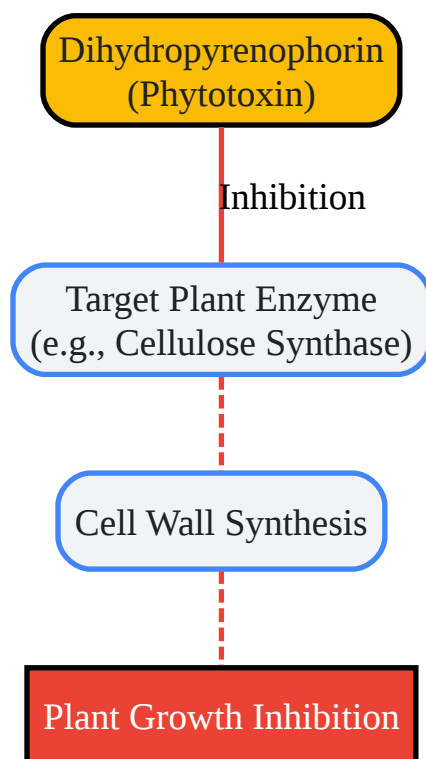 Dihydropyrenophorin
(Phytotoxin)
Inhibition
Target Plant Enzyme
(e.g., Cellulose Synthase)
Cell Wall Synthesis
Plant Growth Inhibition